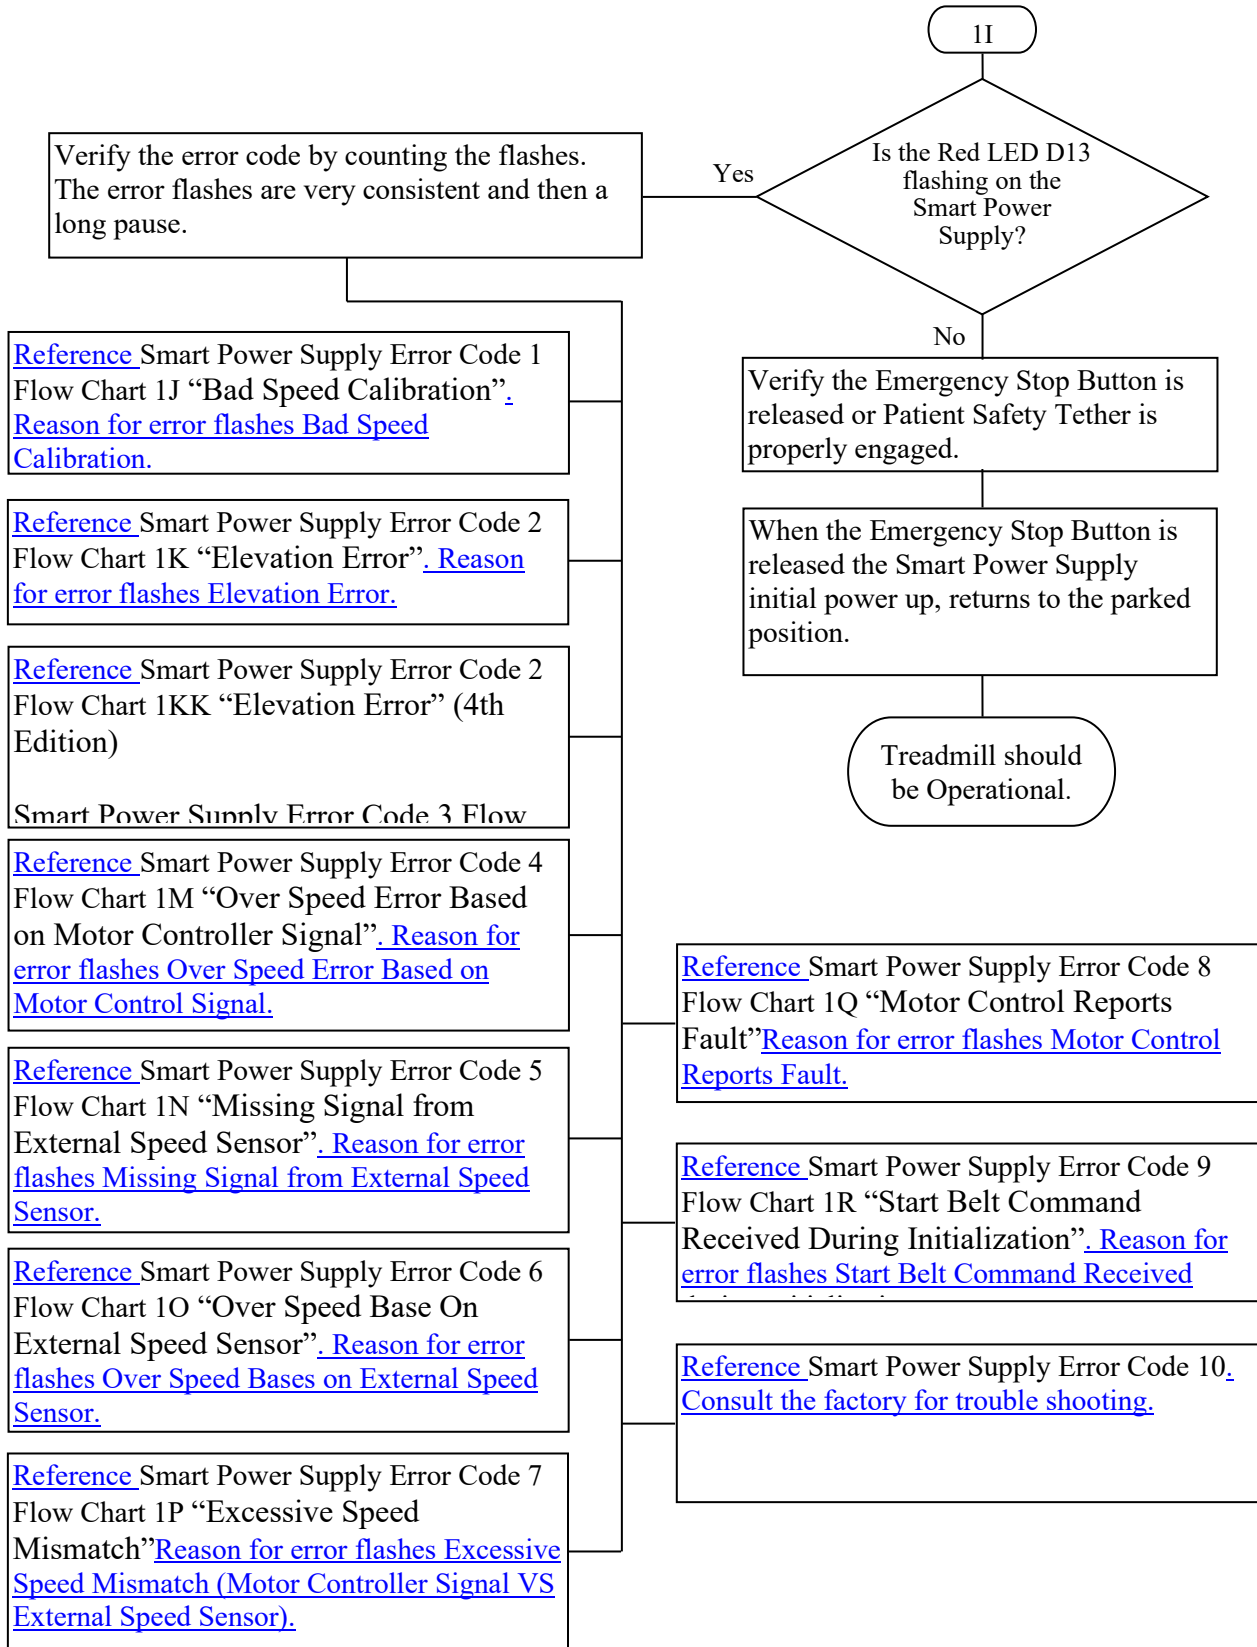 1I
Is the Red LED D13
flashing on the
Smart Power
Supply?
Yes
Verify the error code by counting the flashes.
The error flashes are very consistent and then a
long pause.
No
Verify the Emergency Stop Button is
released or Patient Safety Tether is
properly engaged.
When the Emergency Stop Button is
released the Smart Power Supply
initial power up, returns to the parked
position.
Treadmill should
be Operational.
Reference Smart Power Supply Error Code 1
Flow Chart 1J “Bad Speed Calibration”.
Reason for error flashes Bad Speed
Calibration.
Reference Smart Power Supply Error Code 2
Flow Chart 1K “Elevation Error”. Reason
for error flashes Elevation Error.
Reference Smart Power Supply Error Code 2
Flow Chart 1KK “Elevation Error” (4th
Edition)
Smart Power Supply Error Code 3 Flow
Reference Smart Power Supply Error Code 4
Flow Chart 1M “Over Speed Error Based
on Motor Controller Signal”. Reason for
error flashes Over Speed Error Based on
Motor Control Signal.
Reference Smart Power Supply Error Code 5
Flow Chart 1N “Missing Signal from
External Speed Sensor”. Reason for error
flashes Missing Signal from External Speed
Sensor.
Reference Smart Power Supply Error Code 6
Flow Chart 1O “Over Speed Base On
External Speed Sensor”. Reason for error
flashes Over Speed Bases on External Speed
Sensor.
Reference Smart Power Supply Error Code 7
Flow Chart 1P “Excessive Speed
Mismatch”Reason for error flashes Excessive
Speed Mismatch (Motor Controller Signal VS
External Speed Sensor).
Reference Smart Power Supply Error Code 8
Flow Chart 1Q “Motor Control Reports
Fault”Reason for error flashes Motor Control
Reports Fault.
Reference Smart Power Supply Error Code 9
Flow Chart 1R “Start Belt Command
Received During Initialization”. Reason for
error flashes Start Belt Command Received
Reference Smart Power Supply Error Code 10.
Consult the factory for trouble shooting.